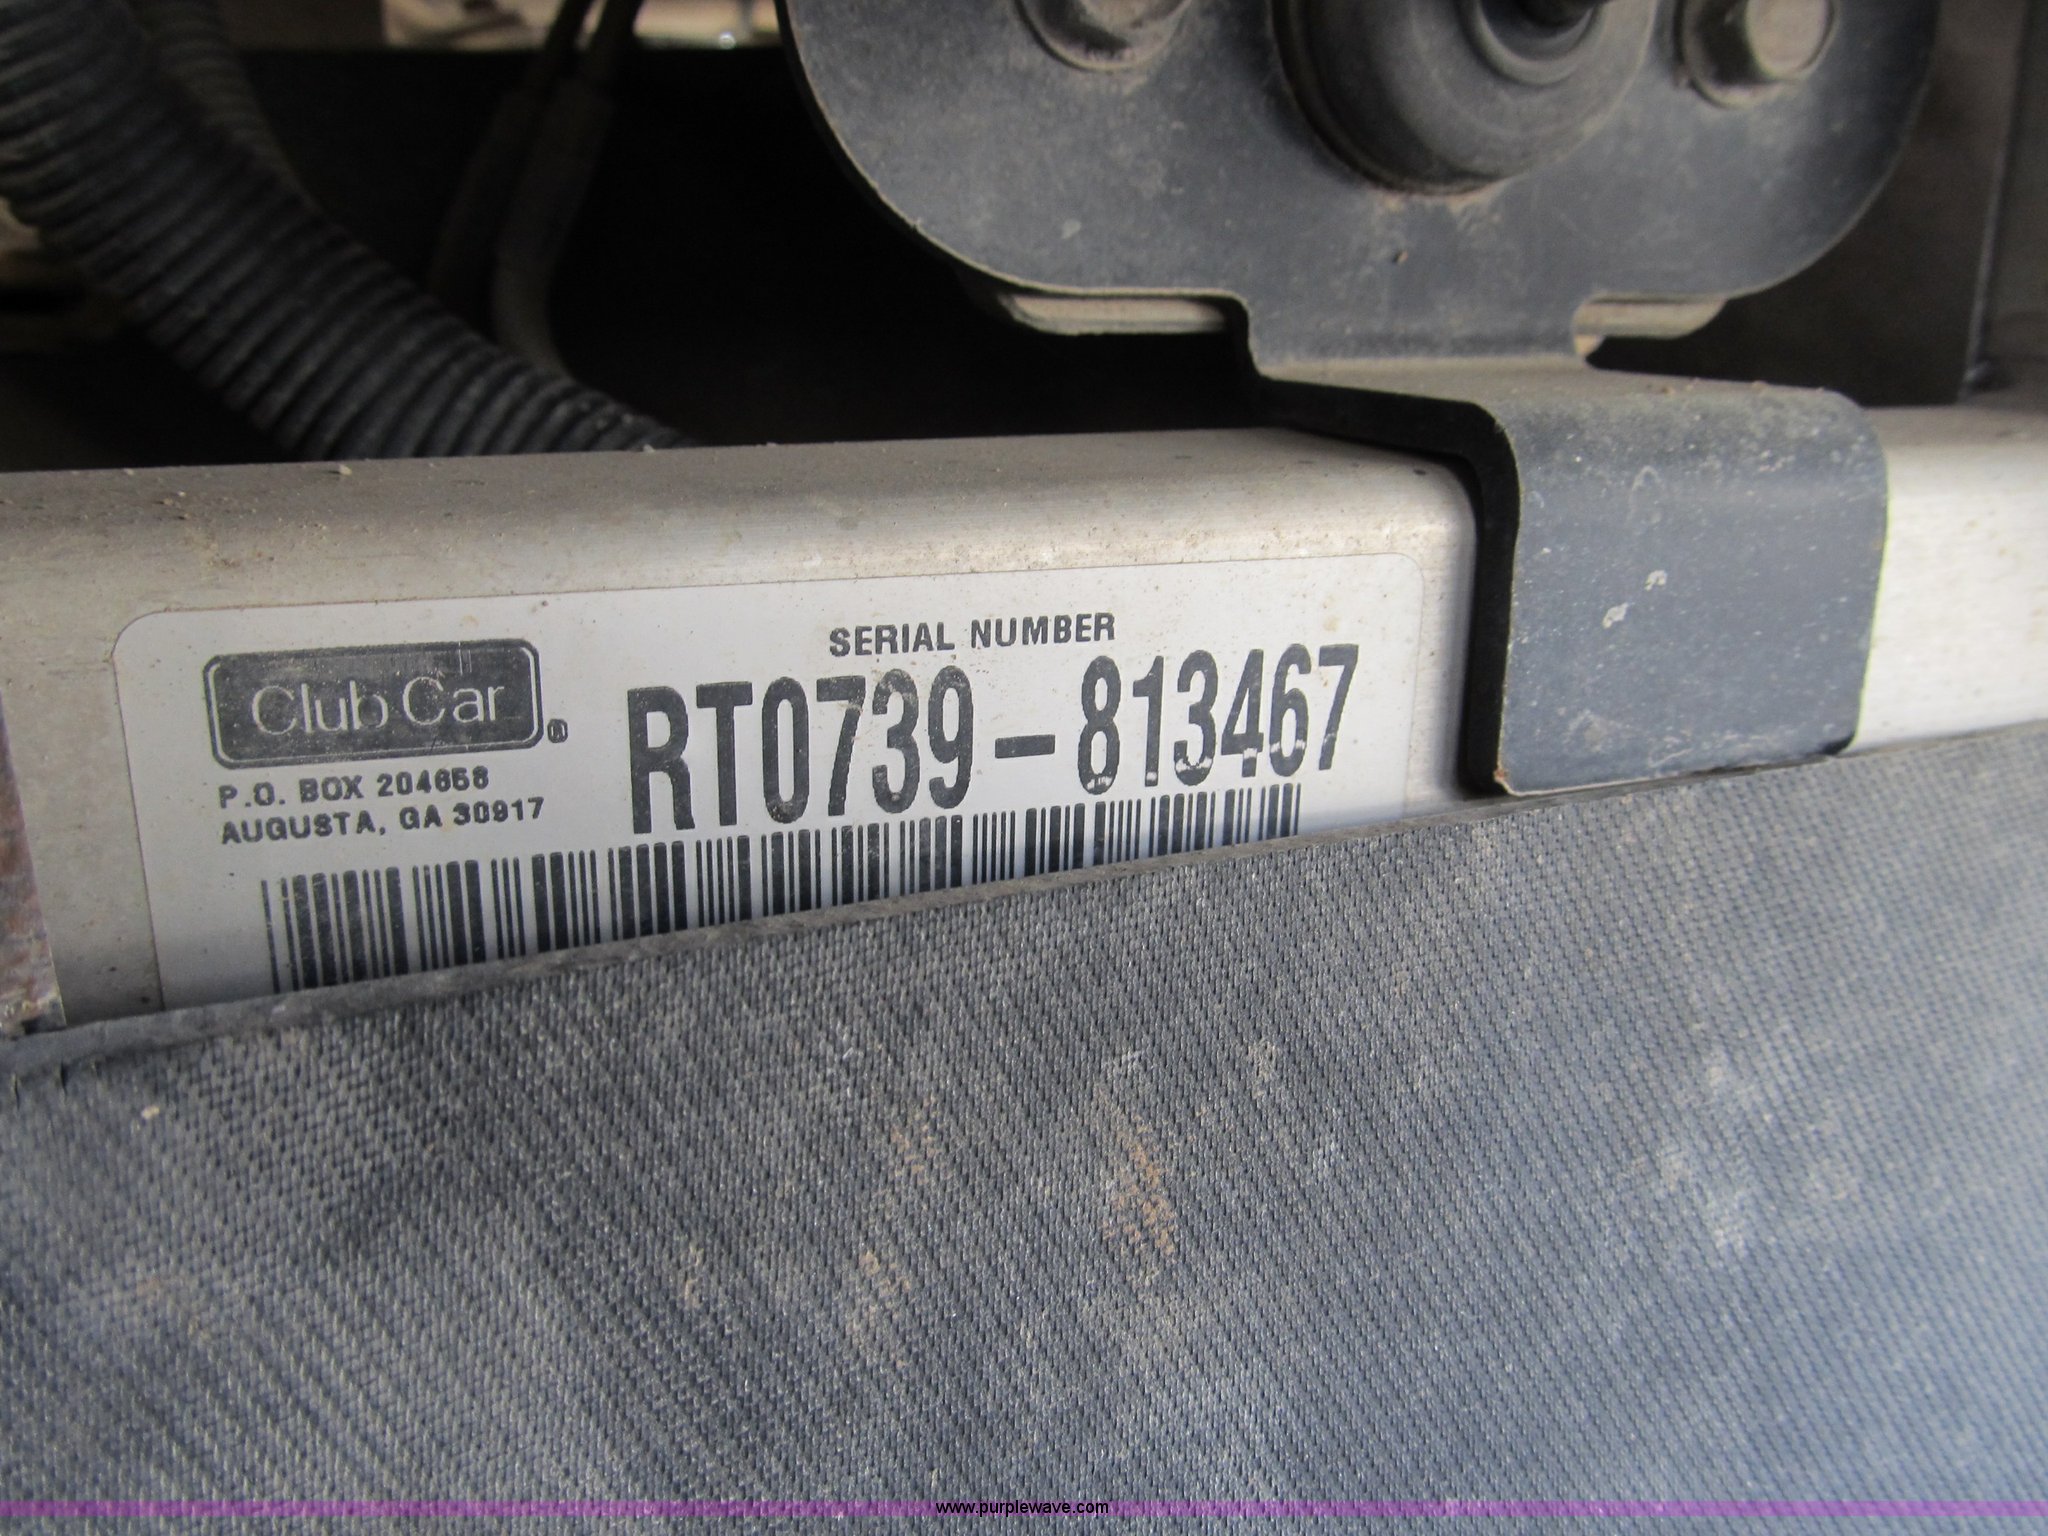 SERIAL NUMBER
Club Car®
RT0739-813467
P.O. BOX 204658
AUGUSTA, GA 30917
www.purplewave.com